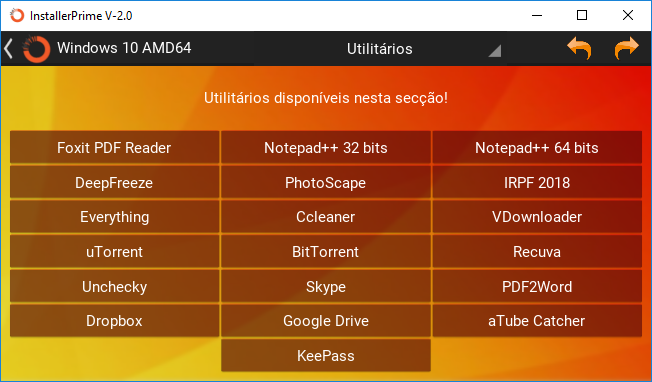 InstallerPrime V-2.0
Windows 10 AMD64 Utilitários
Utilitários disponíveis nesta secção!
Foxit PDF Reader Notepad++ 32 bits Notepad++ 64 bits
DeepFreeze PhotoScape IRPF 2018
Everything Ccleaner VDownloader
uTorrent BitTorrent Recuva
Unchecky Skype PDF2Word
Dropbox Google Drive aTube Catcher
KeePass